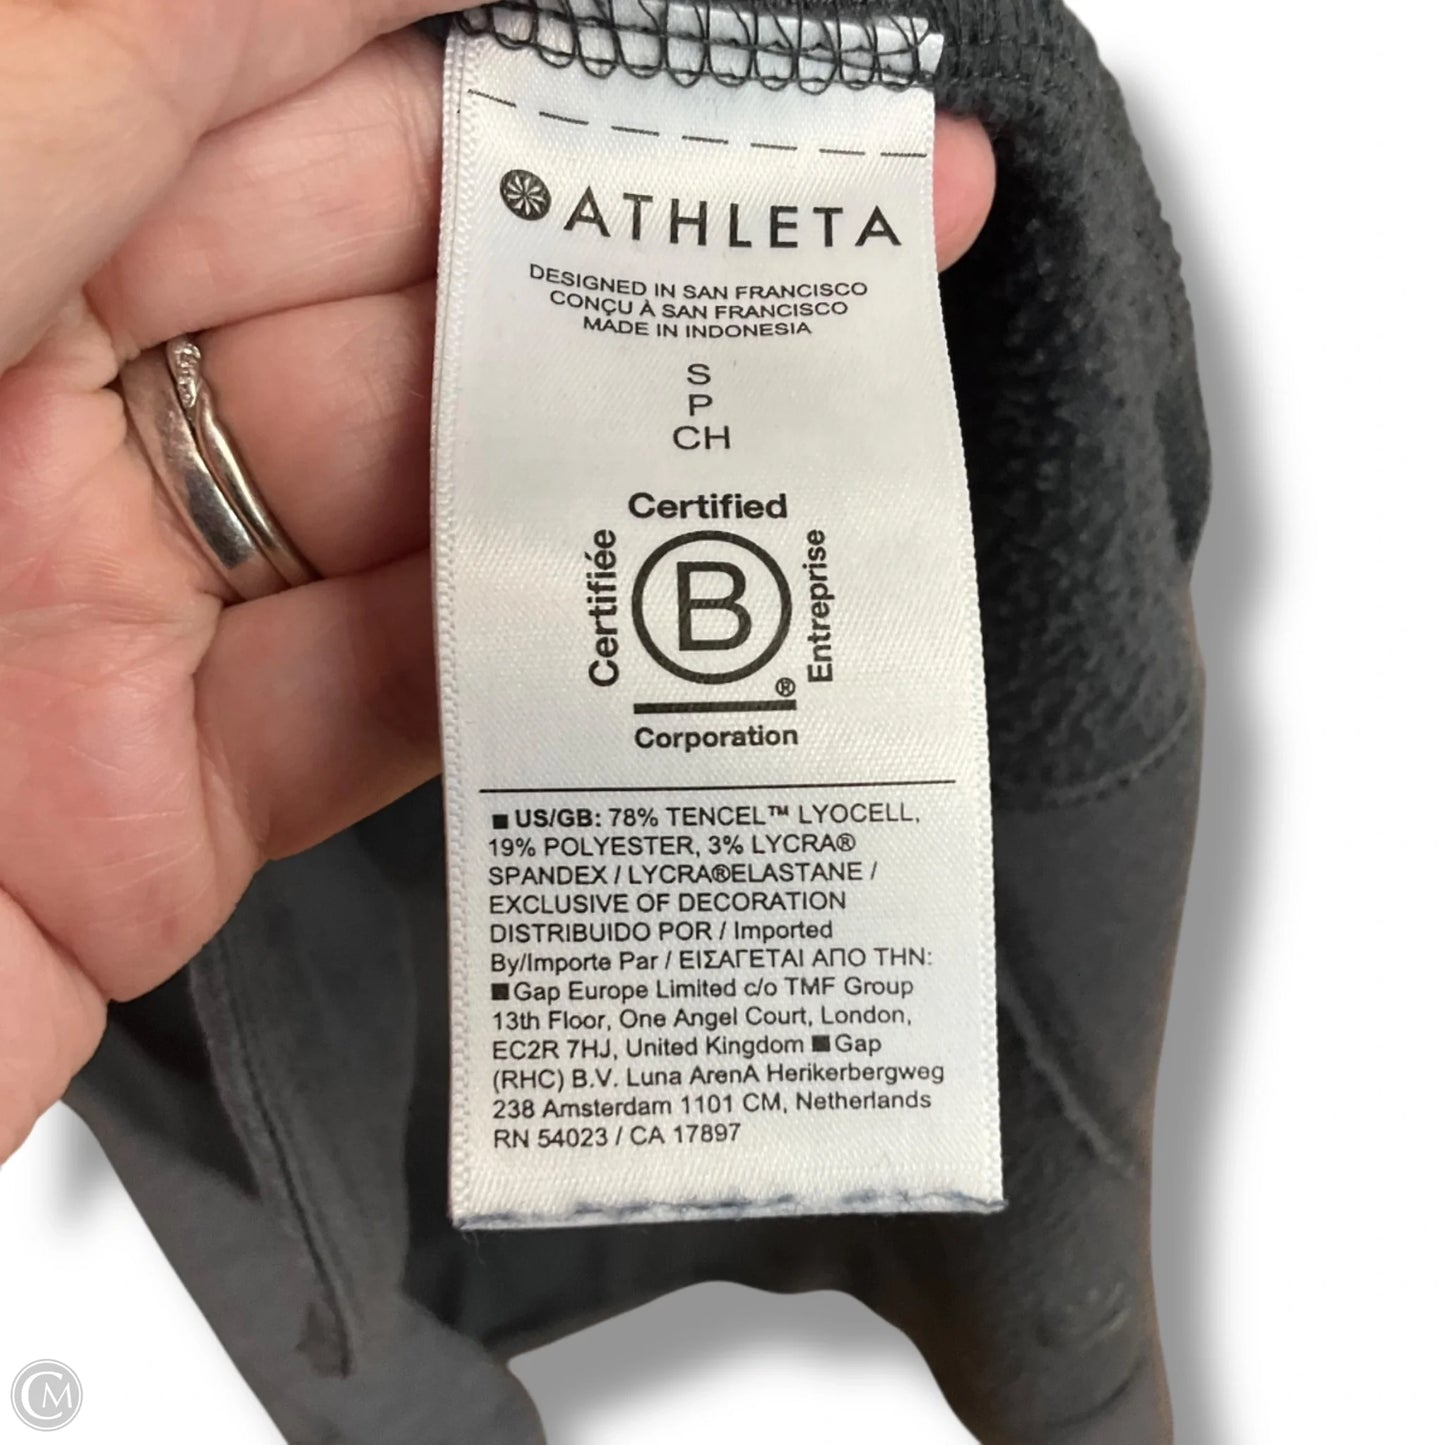 ATHLETA
DESIGNED IN SAN FRANCISCO
CONÇU À SAN FRANCISCO
MADE IN INDONESIA
S
P
CH
Certified
Certifiée
B
Entreprise
®
Corporation
■ US/GB: 78% TENCEL™ LYOCELL,
19% POLYESTER, 3% LYCRA®
SPANDEX / LYCRA®ELASTANE /
EXCLUSIVE OF DECORATION
DISTRIBUIDO POR / Imported
By/Importe Par / ΕΙΣΑΓΕΤΑΙ ΑΠΟ ΤΗΝ:
■ Gap Europe Limited c/o TMF Group
13th Floor, One Angel Court, London,
EC2R 7HJ, United Kingdom ■ Gap
(RHC) B.V. Luna ArenA Herikerbergweg
238 Amsterdam 1101 CM, Netherlands
RN 54023 / CA 17897
CM